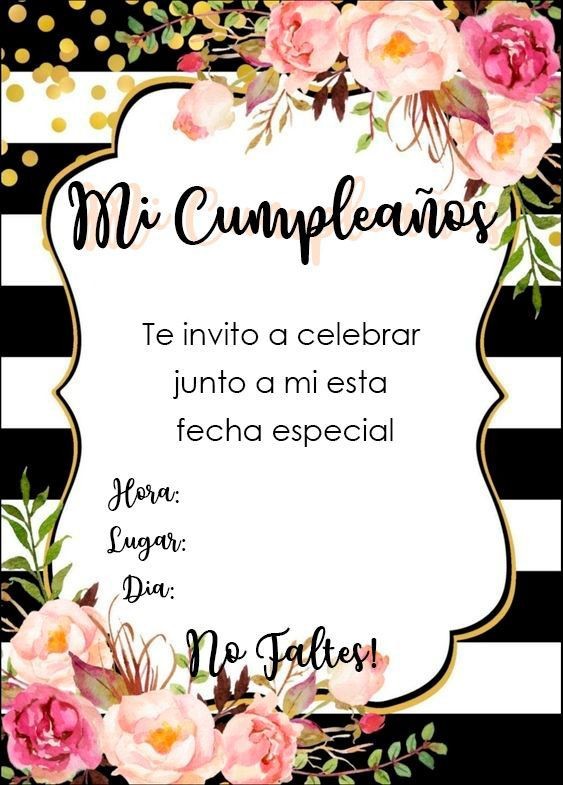 Mi Cumpleaños
Te invito a celebrar
junto a mi esta
fecha especial
Hora:
Lugar:
Dia:
No Faltes!